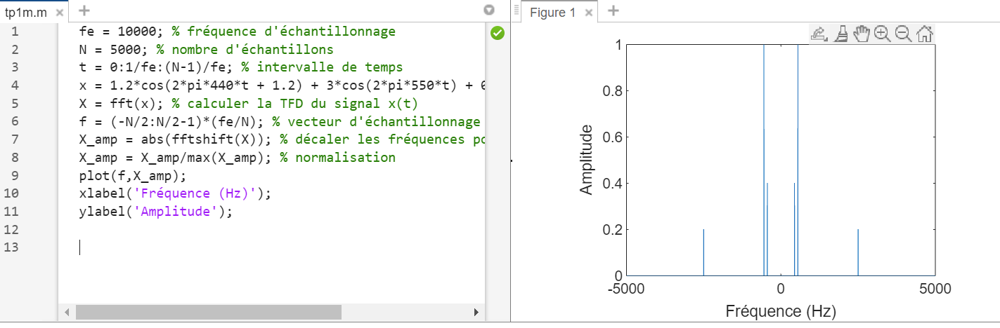 tp1m.m
1 fe = 10000; % fréquence d'échantillonnage
2 N = 5000; % nombre d'échantillons
3 t = 0:1/fe:(N-1)/fe; % intervalle de temps
4 x = 1.2*cos(2*pi*440*t + 1.2) + 3*cos(2*pi*550*t) +
5 X = fft(x); % calculer la TFD du signal x(t)
6 f = (-N/2:N/2-1)*(fe/N); % vecteur d'échantillonnage
7 X_amp = abs(fftshift(X)); % décaler les fréquences
8 X_amp = X_amp/max(X_amp); % normalisation
9 plot(f,X_amp);
10 xlabel('Fréquence (Hz)');
11 ylabel('Amplitude');
12
13
Figure 1
1
0.8
0.6
0.4
0.2
0
Amplitude
-5000 0 5000
Fréquence (Hz)